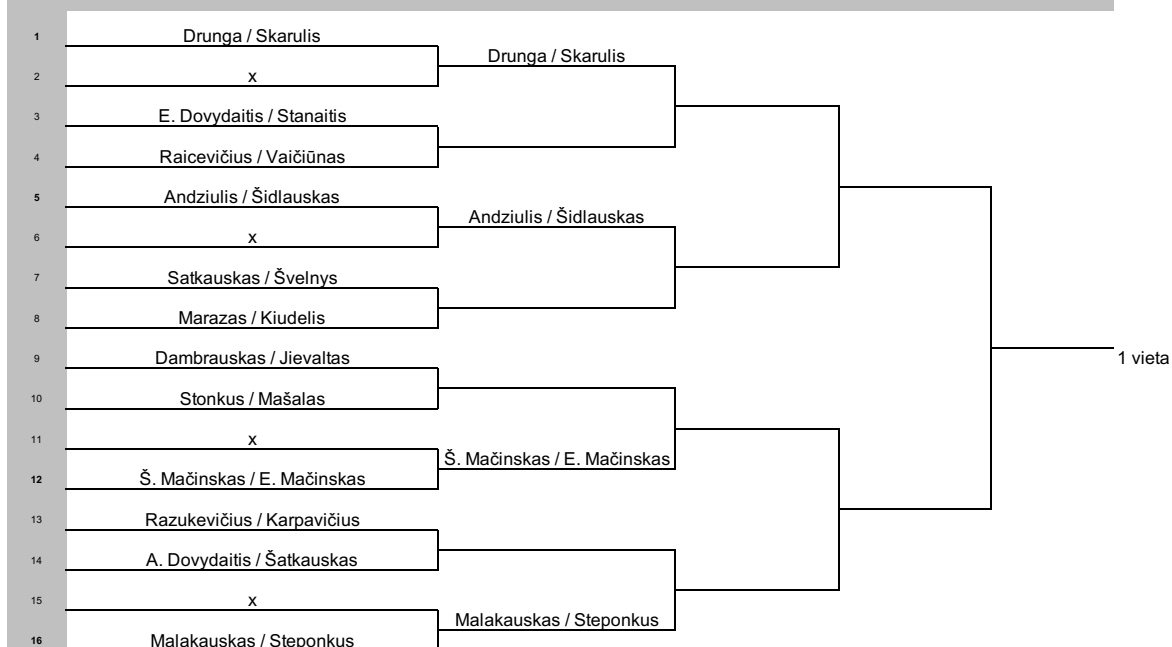 1 Drunga / Skarulis
Drunga / Skarulis
2 x
3 E. Dovydaitis / Stanaitis
4 Raicevičius / Vaičiūnas
5 Andziulis / Šidlauskas
Andziulis / Šidlauskas
6 x
7 Satkauskas / Švelnys
8 Marazas / Kiudelis
9 Dambrauskas / Jievaltas
1 vieta
10 Stonkus / Mašalas
11 x
Š. Mačinskas / E. Mačinskas
12 Š. Mačinskas / E. Mačinskas
13 Razukevičius / Karpavičius
14 A. Dovydaitis / Šatkauskas
15 x
Malakauskas / Steponkus
16 Malakauskas / Steponkus